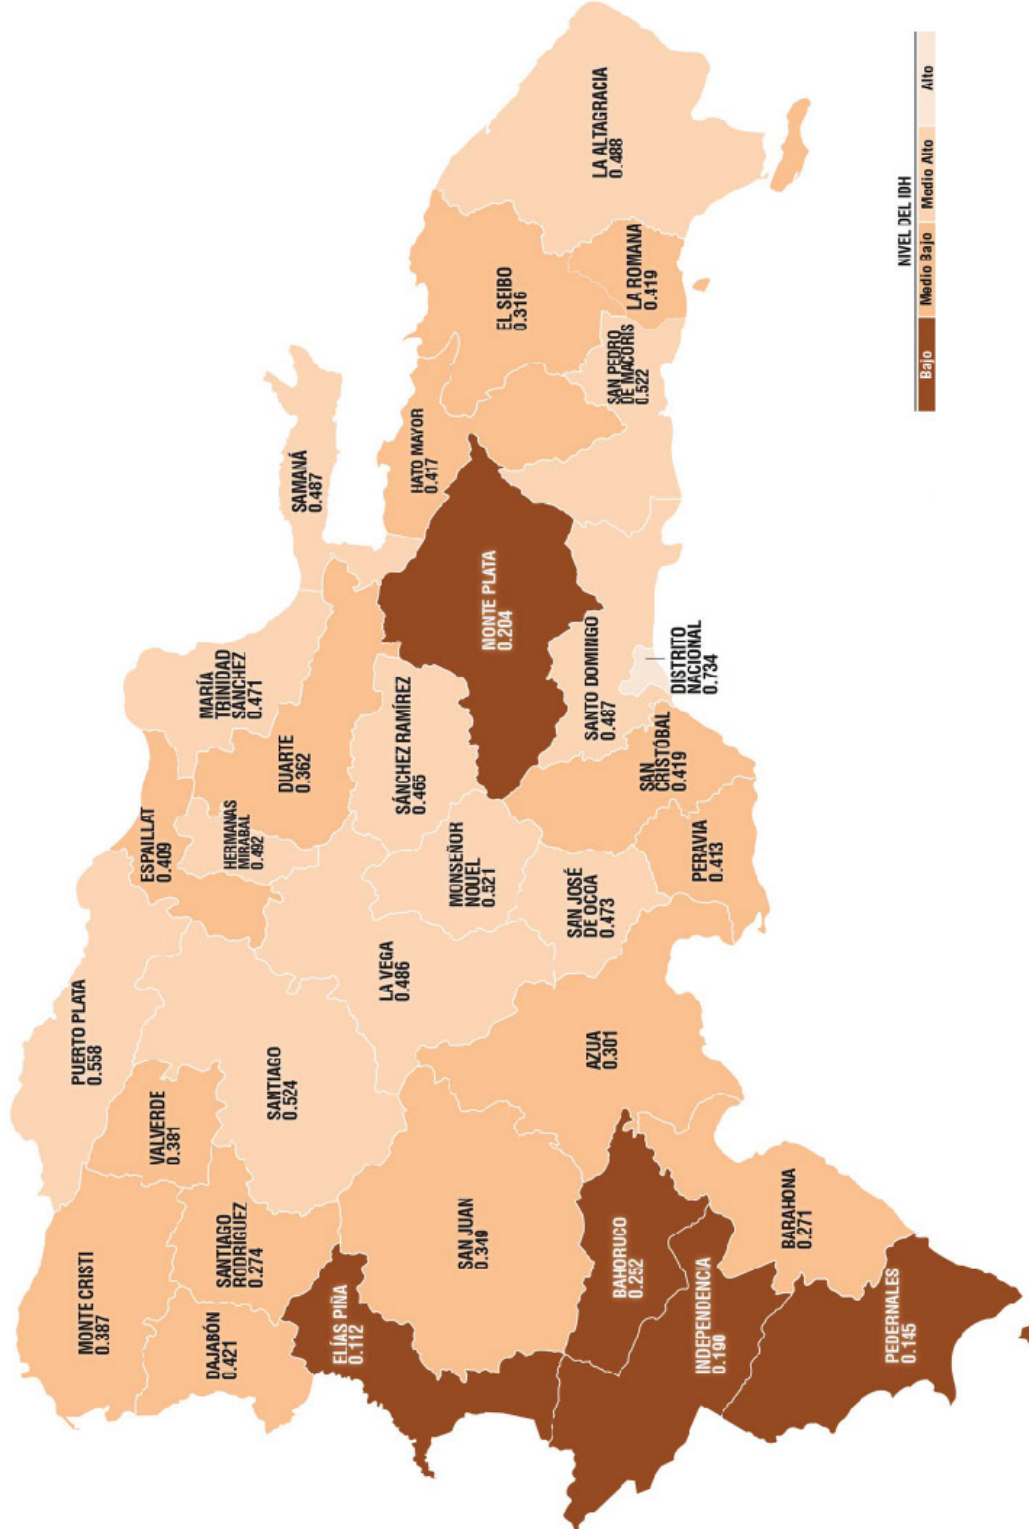 MONTE CRISTI
0.387
PUERTO PLATA
0.558
VALVERDE
0.381
ESPAILLAT
0.409
DAJABÓN
0.421
SANTIAGO
RODRÍGUEZ
0.274
SANTIAGO
0.524
HERMANAS
MIRABAL
0.492
MARÍA
TRINIDAD
SÁNCHEZ
0.471
DUARTE
0.362
SAMANÁ
0.487
ELÍAS PIÑA
0.112
SAN JUAN
0.349
LA VEGA
0.486
SÁNCHEZ RAMÍREZ
0.465
MONSEÑOR
NOUEL
0.521
HATO MAYOR
0.417
MONTE PLATA
0.204
EL SEIBO
0.316
LA ALTAGRACIA
0.488
BAHORUCO
0.252
AZUA
0.301
SAN JOSÉ
DE OCOA
0.473
SANTO DOMINGO
0.487
SAN PEDRO
DE MACORÍS
0.522
LA ROMANA
0.419
INDEPENDENCIA
0.190
BARAHONA
0.271
PERAVIA
0.413
SAN
CRISTÓBAL
0.419
DISTRITO
NACIONAL
0.734
PEDERNALES
0.145
NIVEL DEL IDH
Bajo
Medio Bajo
Medio Alto
Alto